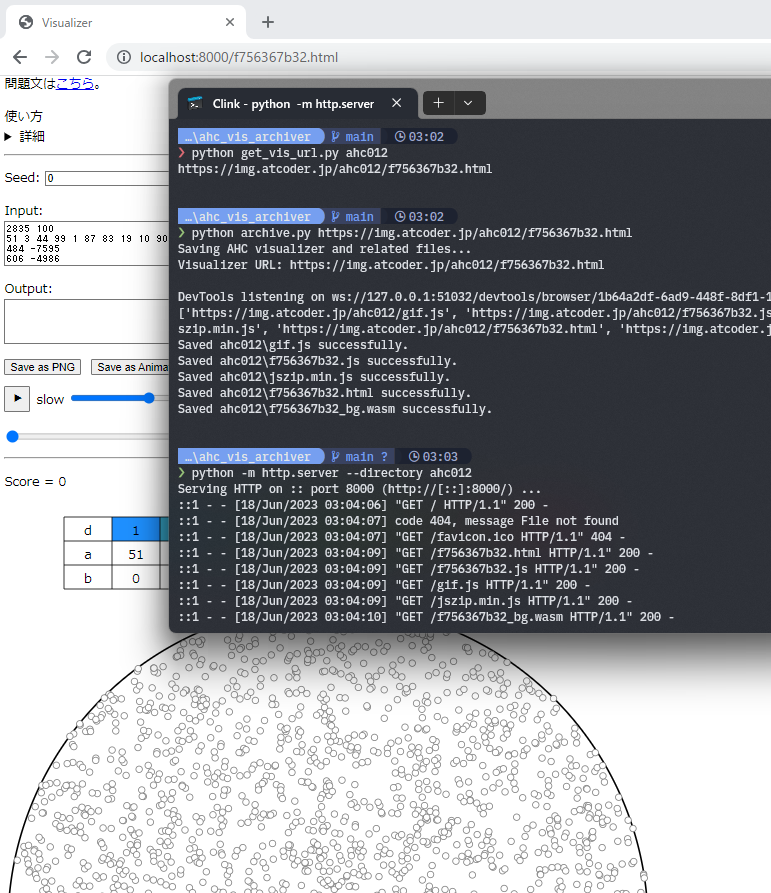 Visualizer
localhost:8000/f756367b32.html
問題文はこちら。
使い方
詳細
Seed: 0
Input:
2835 100
51 3 44 99 1 87 83 19 10 90
484 -7595
606 -4986
Output:
Save as PNG Save as Anima
slow
Score = 0
d 1
a 51
b 0
Clink - python -m http.server
…\ahc_vis_archiver main 03:02
❯ python get_vis_url.py ahc012
https://img.atcoder.jp/ahc012/f756367b32.html
…\ahc_vis_archiver main 03:02
❯ python archive.py https://img.atcoder.jp/ahc012/f756367b32.html
Saving AHC visualizer and related files...
Visualizer URL: https://img.atcoder.jp/ahc012/f756367b32.html
DevTools listening on ws://127.0.0.1:51032/devtools/browser/1b64a2df-6ad9-448f-8df1-1
['https://img.atcoder.jp/ahc012/gif.js', 'https://img.atcoder.jp/ahc012/f756367b32.js
szip.min.js', 'https://img.atcoder.jp/ahc012/f756367b32.html', 'https://img.atcoder.j
Saved ahc012\gif.js successfully.
Saved ahc012\f756367b32.js successfully.
Saved ahc012\jszip.min.js successfully.
Saved ahc012\f756367b32.html successfully.
Saved ahc012\f756367b32_bg.wasm successfully.
…\ahc_vis_archiver main ? 03:03
❯ python -m http.server --directory ahc012
Serving HTTP on :: port 8000 (http://[::]:8000/) ...
::1 - - [18/Jun/2023 03:04:06] "GET / HTTP/1.1" 200 -
::1 - - [18/Jun/2023 03:04:07] code 404, message File not found
::1 - - [18/Jun/2023 03:04:07] "GET /favicon.ico HTTP/1.1" 404 -
::1 - - [18/Jun/2023 03:04:09] "GET /f756367b32.html HTTP/1.1" 200 -
::1 - - [18/Jun/2023 03:04:09] "GET /f756367b32.js HTTP/1.1" 200 -
::1 - - [18/Jun/2023 03:04:09] "GET /gif.js HTTP/1.1" 200 -
::1 - - [18/Jun/2023 03:04:09] "GET /jszip.min.js HTTP/1.1" 200 -
::1 - - [18/Jun/2023 03:04:10] "GET /f756367b32_bg.wasm HTTP/1.1" 200 -